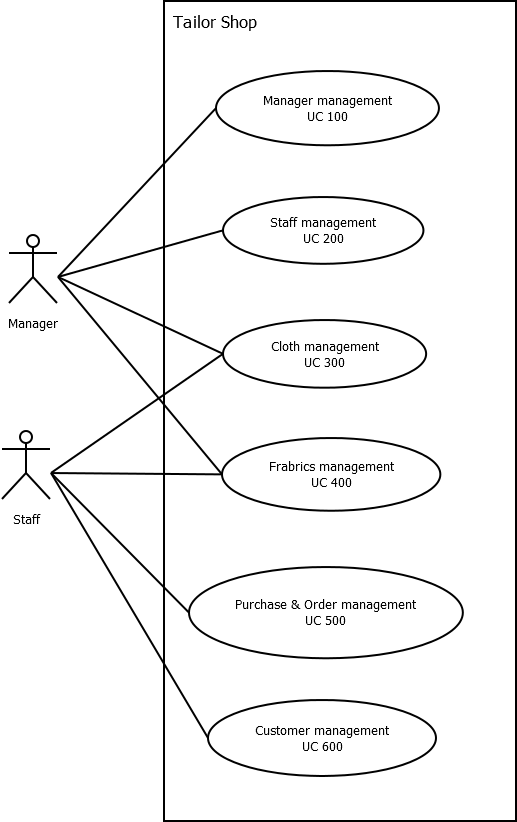 Tailor Shop
Manager management
UC 100
Staff management
UC 200
Manager
Cloth management
UC 300
Frabrics management
UC 400
Staff
Purchase & Order management
UC 500
Customer management
UC 600